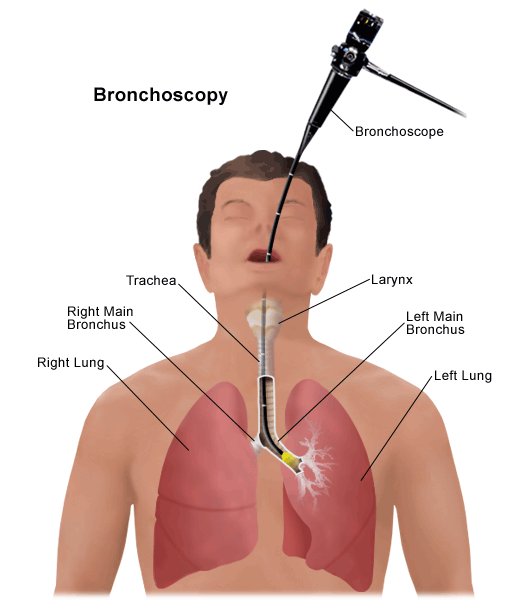 Bronchoscopy
Bronchoscope
Trachea
Larynx
Right Main
Bronchus
Left Main
Bronchus
Right Lung
Left Lung